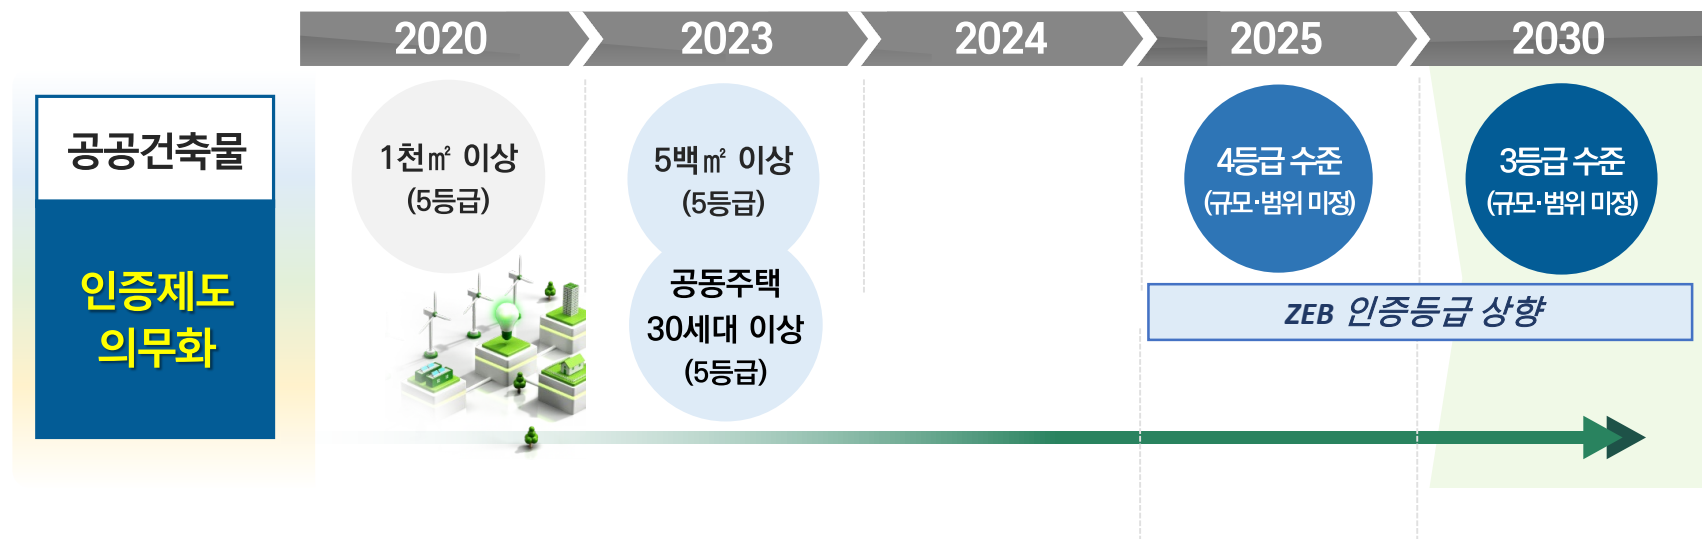 2020
2023
2024
2025
2030
공공건축물
인증제도
의무화
1천㎡ 이상
(5등급)
5백㎡ 이상
(5등급)
공동주택
30세대 이상
(5등급)
4등급 수준
(규모·범위 미정)
3등급 수준
(규모·범위 미정)
ZEB 인증등급 상향